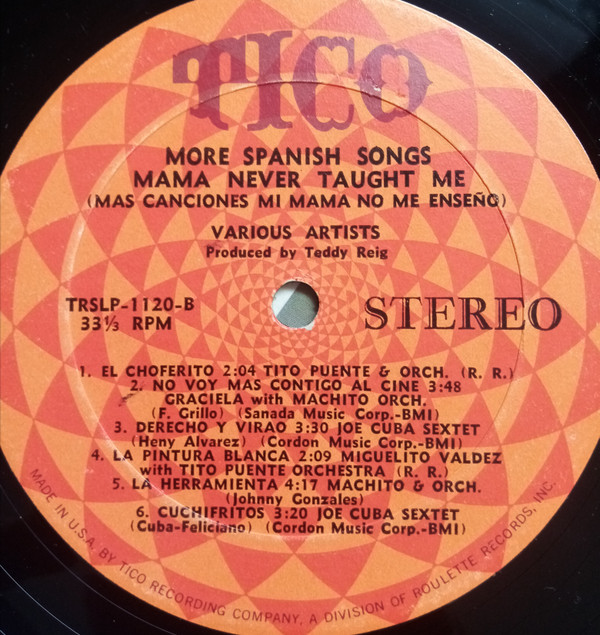 TICO
MORE SPANISH SONGS
MAMA NEVER TAUGHT ME
(MAS CANCIONES MI MAMA NO ME ENSEÑO)
VARIOUS ARTISTS
Produced by Teddy Reig
TRSLP-1120-B
33⅓ RPM
STEREO
1. EL CHOFERITO 2:04 TITO PUENTE & ORCH. (R. R.)
2. NO VOY MAS CONTIGO AL CINE 3:48
GRACIELA with MACHITO ORCH.
(F. Grillo) (Sanada Music Corp.-BMI)
3. DERECHO Y VIRAO 3:30 JOE CUBA SEXTET
(Heny Alvarez) (Cordon Music Corp.-BMI)
4. LA PINTURA BLANCA 2:09 MIGUELITO VALDEZ
with TITO PUENTE ORCHESTRA (R. R.)
5. LA HERRAMIENTA 4:17 MACHITO & ORCH.
(Johnny Gonzales)
6. CUCHIFRITOS 3:20 JOE CUBA SEXTET
(Cuba-Feliciano) (Cordon Music Corp.-BMI)
MADE IN U.S.A. BY TICO RECORDING COMPANY, A DIVISION OF ROULETTE RECORDS, INC.